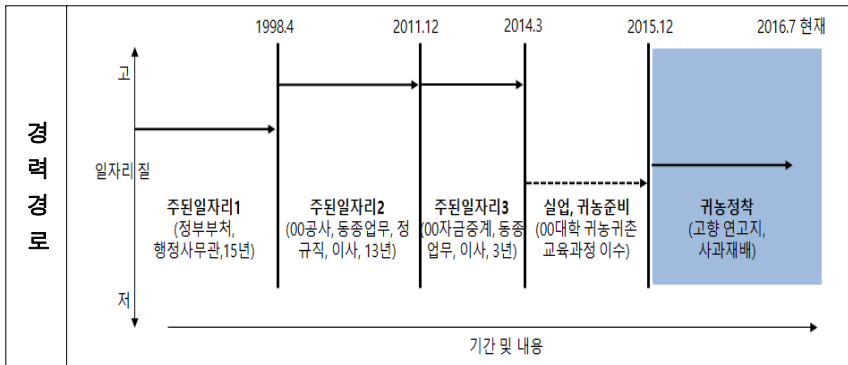 경력경로
1998.4 2011.12 2014.3 2015.12 2016.7 현재
고
일자리 질
저
주된일자리1
(정부부처,
행정사무관,15년)
주된일자리2
(00공사, 동종업무, 정
규직, 이사, 13년)
주된일자리3
(00자금중계, 동종
업무, 이사, 3년)
실업, 귀농준비
(00대학 귀농귀촌
교육과정 이수)
귀농정착
(고향 연고지,
사과재배)
기간 및 내용